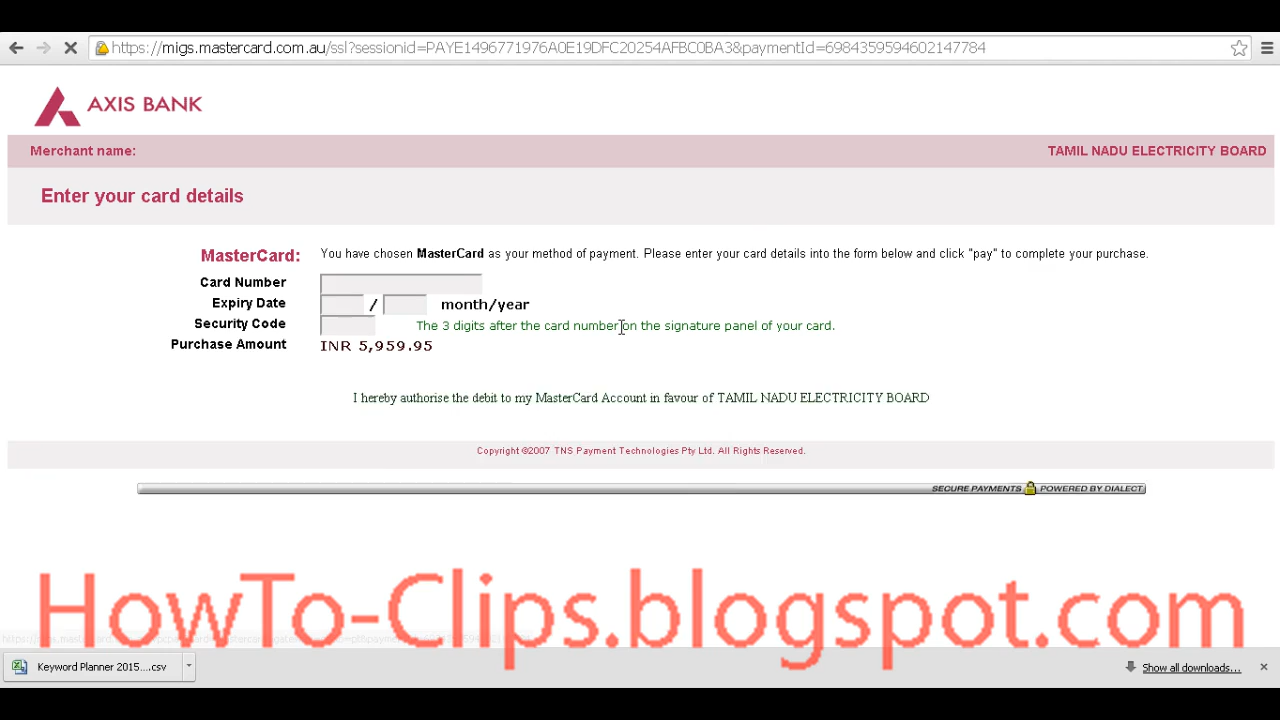 https://migs.mastercard.com.au/ssl?sessionid=PAYE1496771976A0E19DFC20254AFBC0BA3&paymentId=6984359594602147784
AXIS BANK
Merchant name: TAMIL NADU ELECTRICITY BOARD
Enter your card details
MasterCard: You have chosen MasterCard as your method of payment. Please enter your card details into the form below and click "pay" to complete your purchase.
Card Number
Expiry Date / month/year
Security Code The 3 digits after the card number on the signature panel of your card.
Purchase Amount INR 5,959.95
I hereby authorise the debit to my MasterCard Account in favour of TAMIL NADU ELECTRICITY BOARD
Copyright ©2007 TNS Payment Technologies Pty Ltd. All Rights Reserved.
SECURE PAYMENTS POWERED BY DIALECT
HowTo-Clips.blogspot.com
Keyword Planner 2015....csv Show all downloads...